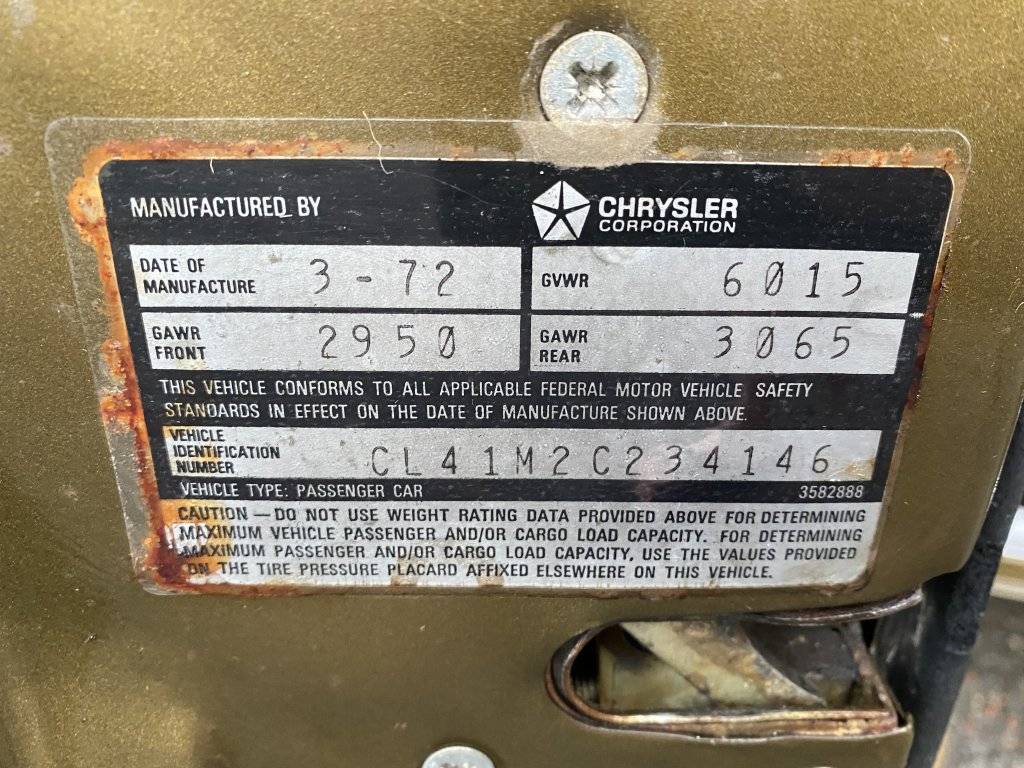 MANUFACTURED BY
CHRYSLER
CORPORATION
DATE OF
MANUFACTURE 3-72
GVWR 6015
GAWR
FRONT 2950
GAWR
REAR 3065
THIS VEHICLE CONFORMS TO ALL APPLICABLE FEDERAL MOTOR VEHICLE SAFETY
STANDARDS IN EFFECT ON THE DATE OF MANUFACTURE SHOWN ABOVE.
VEHICLE
IDENTIFICATION
NUMBER CL41M2C234146
VEHICLE TYPE: PASSENGER CAR 3582888
CAUTION — DO NOT USE WEIGHT RATING DATA PROVIDED ABOVE FOR DETERMINING
MAXIMUM VEHICLE PASSENGER AND/OR CARGO LOAD CAPACITY. FOR DETERMINING
MAXIMUM PASSENGER AND/OR CARGO LOAD CAPACITY, USE THE VALUES PROVIDED
ON THE TIRE PRESSURE PLACARD AFFIXED ELSEWHERE ON THIS VEHICLE.